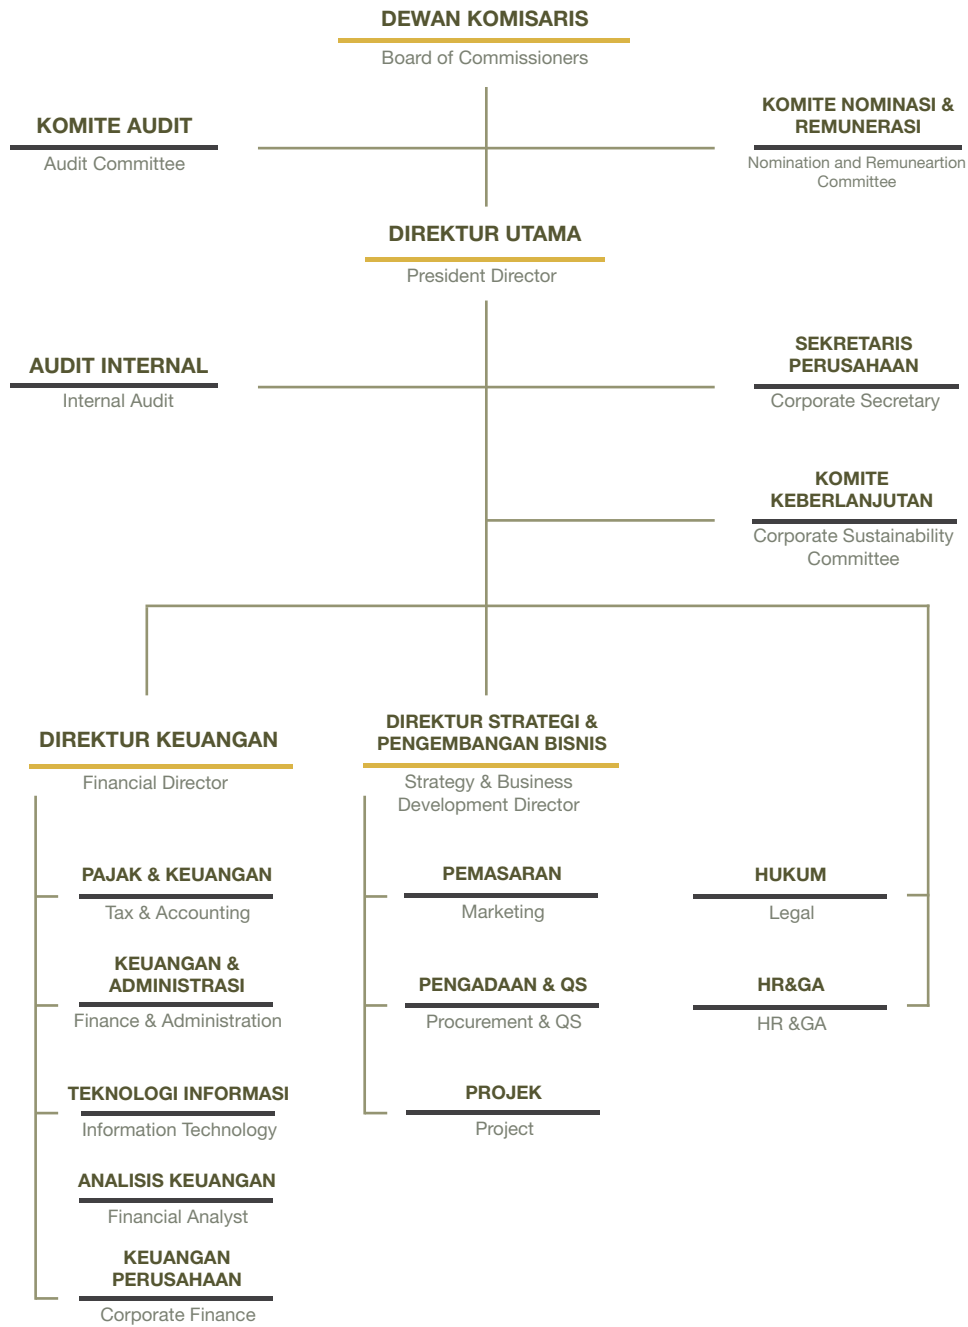 DEWAN KOMISARIS
Board of Commissioners
KOMITE AUDIT
Audit Committee
KOMITE NOMINASI &
REMUNERASI
Nomination and Remuneartion
Committee
DIREKTUR UTAMA
President Director
AUDIT INTERNAL
Internal Audit
SEKRETARIS
PERUSAHAAN
Corporate Secretary
KOMITE
KEBERLANJUTAN
Corporate Sustainability
Committee
DIREKTUR KEUANGAN
Financial Director
PAJAK & KEUANGAN
Tax & Accounting
KEUANGAN &
ADMINISTRASI
Finance & Administration
TEKNOLOGI INFORMASI
Information Technology
ANALISIS KEUANGAN
Financial Analyst
KEUANGAN
PERUSAHAAN
Corporate Finance
DIREKTUR STRATEGI &
PENGEMBANGAN BISNIS
Strategy & Business
Development Director
PEMASARAN
Marketing
PENGADAAN & QS
Procurement & QS
PROJEK
Project
HUKUM
Legal
HR&GA
HR &GA